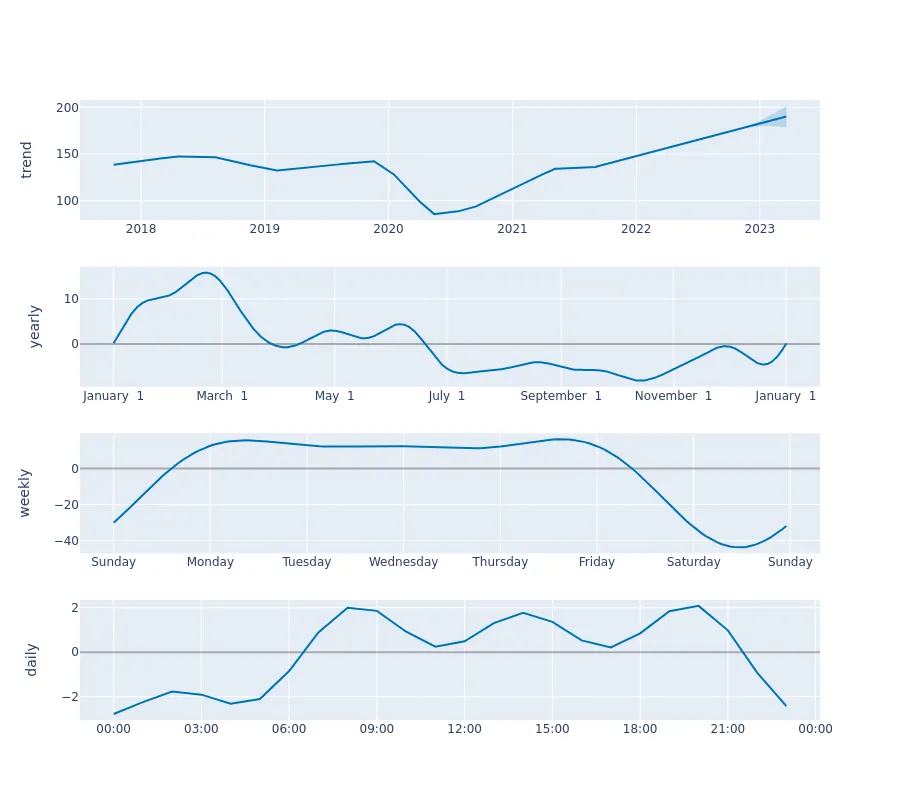 trend
200
150
100
2018 2019 2020 2021 2022 2023
yearly
10
0
January 1 March 1 May 1 July 1 September 1 November 1 January 1
weekly
0
−20
−40
Sunday Monday Tuesday Wednesday Thursday Friday Saturday Sunday
daily
2
0
−2
00:00 03:00 06:00 09:00 12:00 15:00 18:00 21:00 00:00